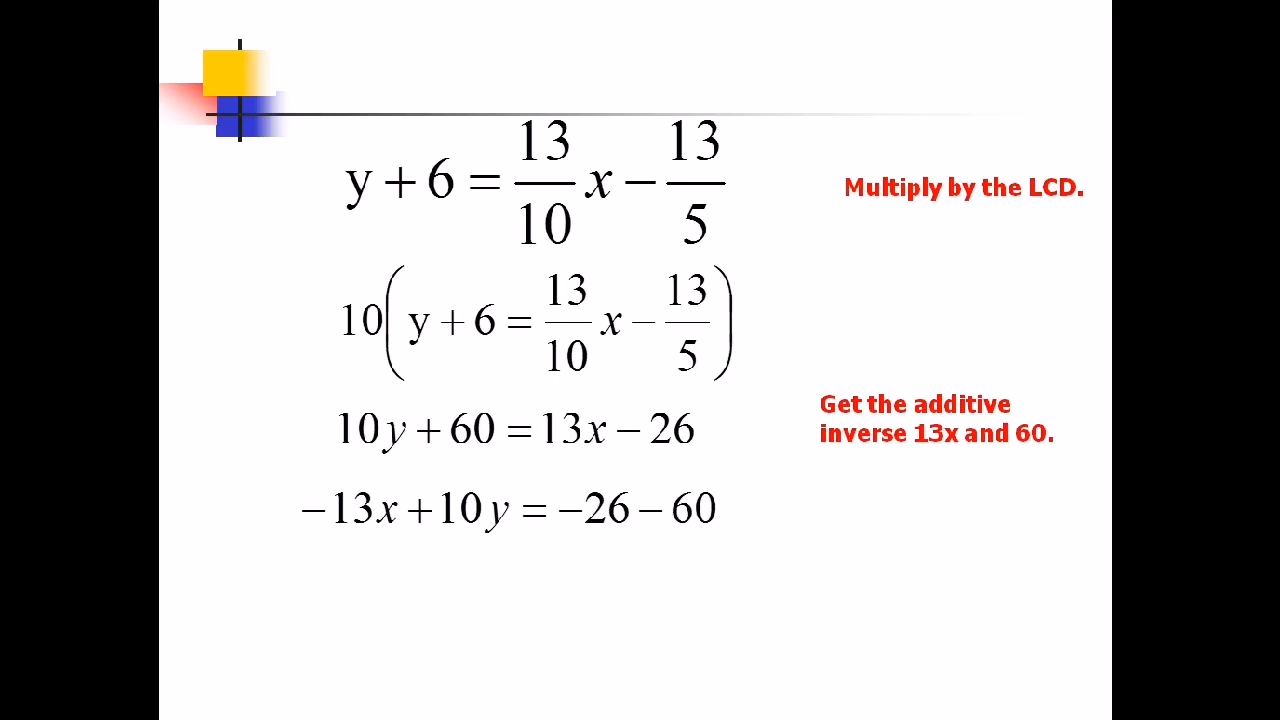 y + 6 = 13/10 x − 13/5
Multiply by the LCD.
10( y + 6 = 13/10 x − 13/5 )
10y + 60 = 13x − 26
Get the additive
inverse 13x and 60.
−13x + 10y = −26 − 60